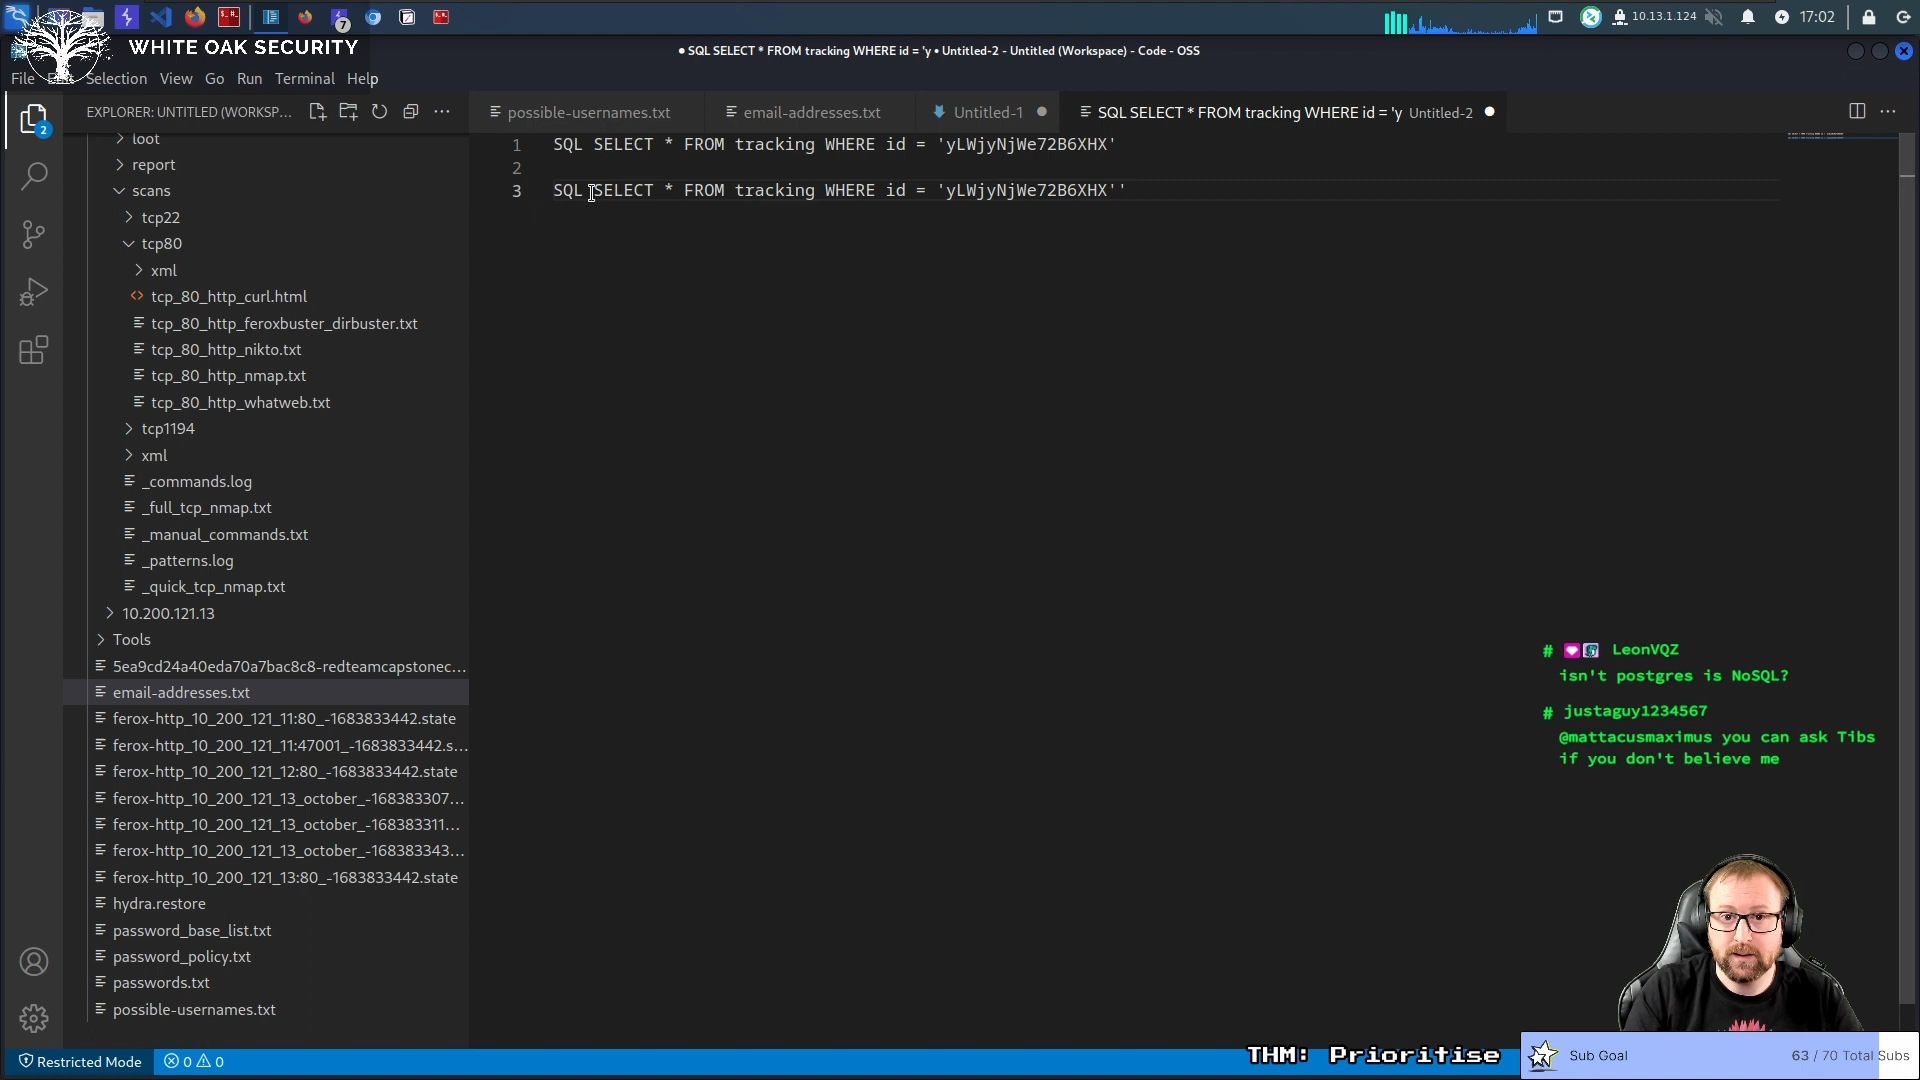 7
10.13.1.124
17:02
WHITE OAK SECURITY
● SQL SELECT * FROM tracking WHERE id = 'y • Untitled-2 - Untitled (Workspace) - Code - OSS
File
Selection View Go Run Terminal Help
2
EXPLORER: UNTITLED (WORKSP...
possible-usernames.txt
email-addresses.txt
Untitled-1
SQL SELECT * FROM tracking WHERE id = 'y Untitled-2
1 SQL SELECT * FROM tracking WHERE id = 'yLWjyNjWe72B6XHX'
2
3 SQL SELECT * FROM tracking WHERE id = 'yLWjyNjWe72B6XHX''
loot
report
scans
tcp22
tcp80
xml
tcp_80_http_curl.html
tcp_80_http_feroxbuster_dirbuster.txt
tcp_80_http_nikto.txt
tcp_80_http_nmap.txt
tcp_80_http_whatweb.txt
tcp1194
xml
_commands.log
_full_tcp_nmap.txt
_manual_commands.txt
_patterns.log
_quick_tcp_nmap.txt
10.200.121.13
Tools
5ea9cd24a40eda70a7bac8c8-redteamcapstonec...
email-addresses.txt
ferox-http_10_200_121_11:80_-1683833442.state
ferox-http_10_200_121_11:47001_-1683833442.s...
ferox-http_10_200_121_12:80_-1683833442.state
ferox-http_10_200_121_13_october_-168383307...
ferox-http_10_200_121_13_october_-168383311...
ferox-http_10_200_121_13_october_-168383343...
ferox-http_10_200_121_13:80_-1683833442.state
hydra.restore
password_base_list.txt
password_policy.txt
passwords.txt
possible-usernames.txt
# LeonVQZ
isn't postgres is NoSQL?
# justaguy1234567
@mattacusmaximus you can ask Tibs
if you don't believe me
Restricted Mode
0 0
THM: Prioritise
Sub Goal
63 / 70 Total Subs